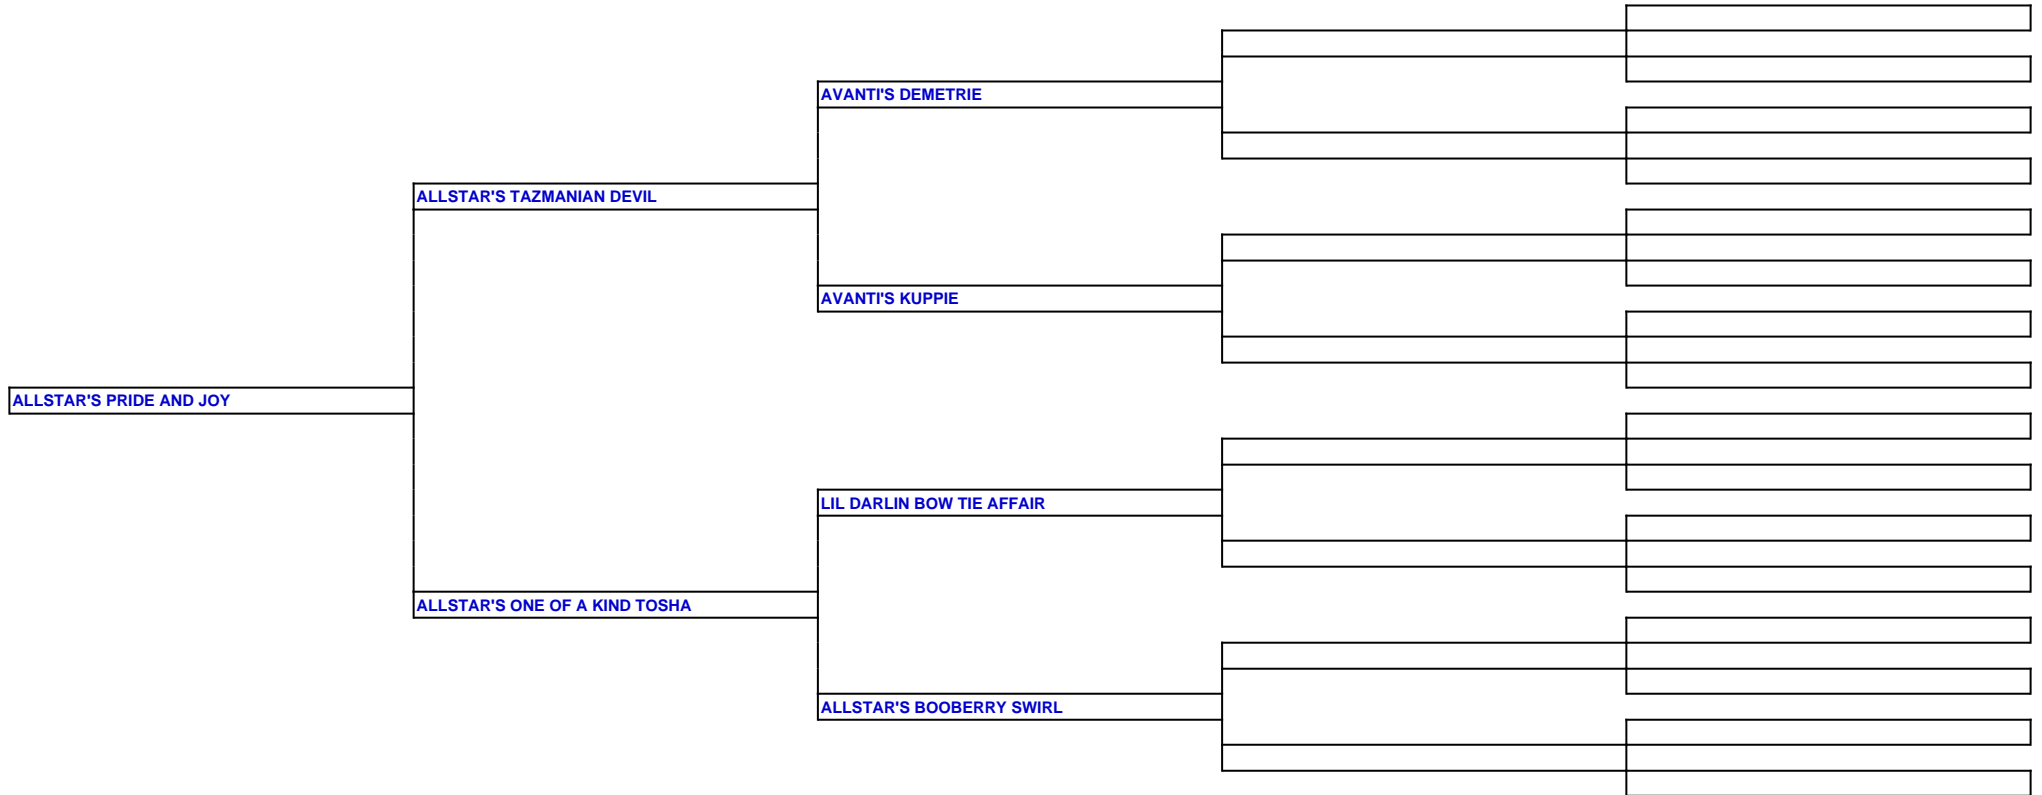 AVANTI'S DEMETRIE
ALLSTAR'S TAZMANIAN DEVIL
AVANTI'S KUPPIE
ALLSTAR'S PRIDE AND JOY
LIL DARLIN BOW TIE AFFAIR
ALLSTAR'S ONE OF A KIND TOSHA
ALLSTAR'S BOOBERRY SWIRL